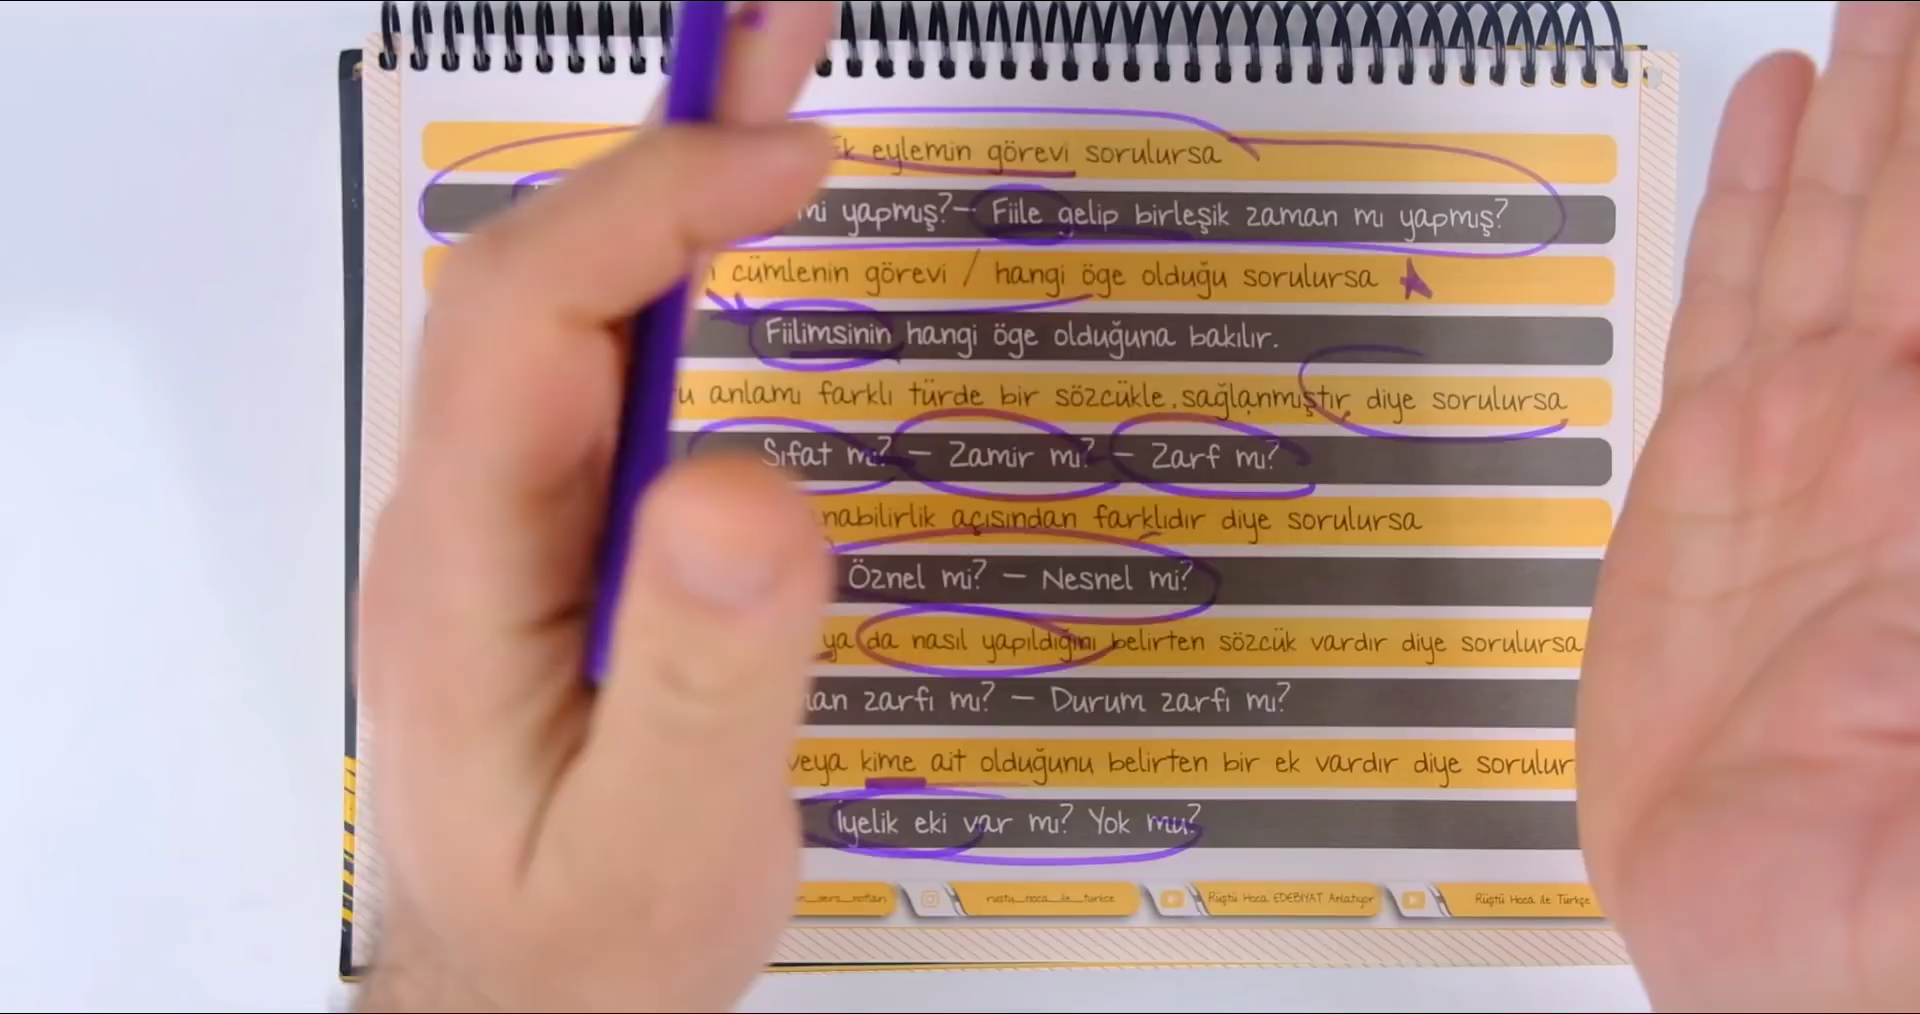 Ek eylemin görevi sorulursa
mi yapmış?— Fiile gelip birleşik zaman mı yapmış?
cümlenin görevi / hangi öge olduğu sorulursa
Fiilimsinin hangi öge olduğuna bakılır.
anlamı farklı türde bir sözcükle sağlanmıştır diye sorulursa
Sıfat mı? — Zamir mı? — Zarf mı?
açısından farklıdır diye sorulursa
Öznel mi? — Nesnel mi?
ya da nasıl yapıldığını belirten sözcük vardır diye sorulursa
zarfı mı? — Durum zarfı mı?
veya kime ait olduğunu belirten bir ek vardır diye sorulur
İyelik eki var mı? Yok mu?
rustu_hoca_ile_turkce Rüştü Hoca EDEBİYAT Anlatıyor Rüştü Hoca ile Türkçe